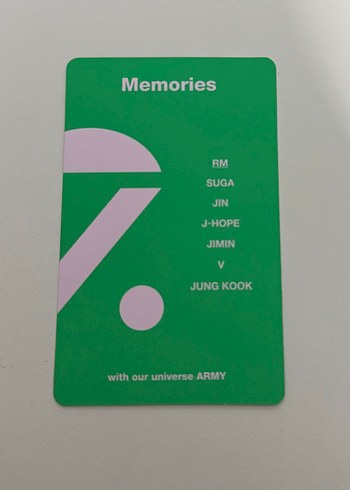 Memories
RM
SUGA
JIN
J-HOPE
JIMIN
V
JUNG KOOK
with our universe ARMY